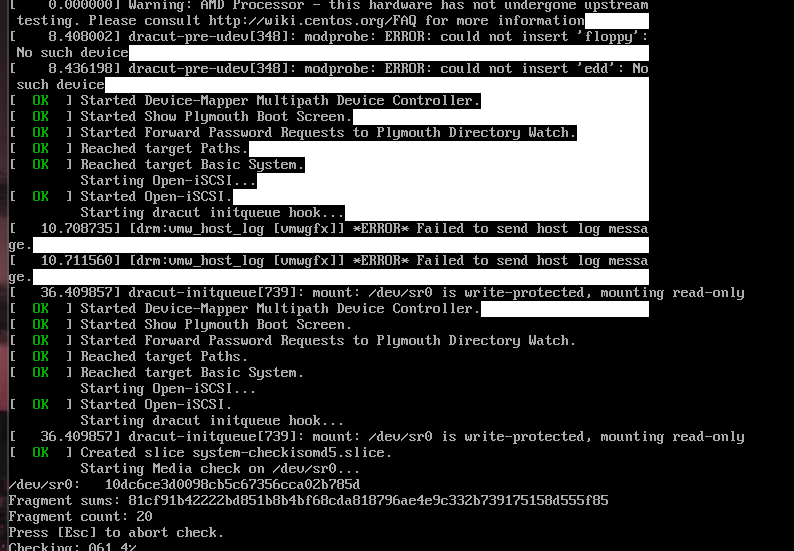 [    0.000000] Warning: AMD Processor - this hardware has not undergone upstream
 testing. Please consult http://wiki.centos.org/FAQ for more information
[    8.408002] dracut-pre-udev[348]: modprobe: ERROR: could not insert 'floppy':
 No such device
[    8.436198] dracut-pre-udev[348]: modprobe: ERROR: could not insert 'edd': No
 such device
[  OK  ] Started Device-Mapper Multipath Device Controller.
[  OK  ] Started Show Plymouth Boot Screen.
[  OK  ] Started Forward Password Requests to Plymouth Directory Watch.
[  OK  ] Reached target Paths.
[  OK  ] Reached target Basic System.
         Starting Open-iSCSI...
[  OK  ] Started Open-iSCSI.
         Starting dracut initqueue hook...
[   10.708735] [drm:vmw_host_log [vmwgfx]] *ERROR* Failed to send host log messa
ge.
[   10.711560] [drm:vmw_host_log [vmwgfx]] *ERROR* Failed to send host log messa
ge.
[   36.409857] dracut-initqueue[739]: mount: /dev/sr0 is write-protected, mounting read-only
[  OK  ] Started Device-Mapper Multipath Device Controller.
[  OK  ] Started Show Plymouth Boot Screen.
[  OK  ] Started Forward Password Requests to Plymouth Directory Watch.
[  OK  ] Reached target Paths.
[  OK  ] Reached target Basic System.
         Starting Open-iSCSI...
[  OK  ] Started Open-iSCSI.
         Starting dracut initqueue hook...
[   36.409857] dracut-initqueue[739]: mount: /dev/sr0 is write-protected, mounting read-only
[  OK  ] Created slice system-checkisomd5.slice.
         Starting Media check on /dev/sr0...
/dev/sr0:   10dc6ce3d0098cb5c67356cca02b785d
Fragment sums: 81cf91b42222bd851b8b4bf68cda818796ae4e9c332b739175158d555f85
Fragment count: 20
Press [Esc] to abort check.
Checking: 061.4%